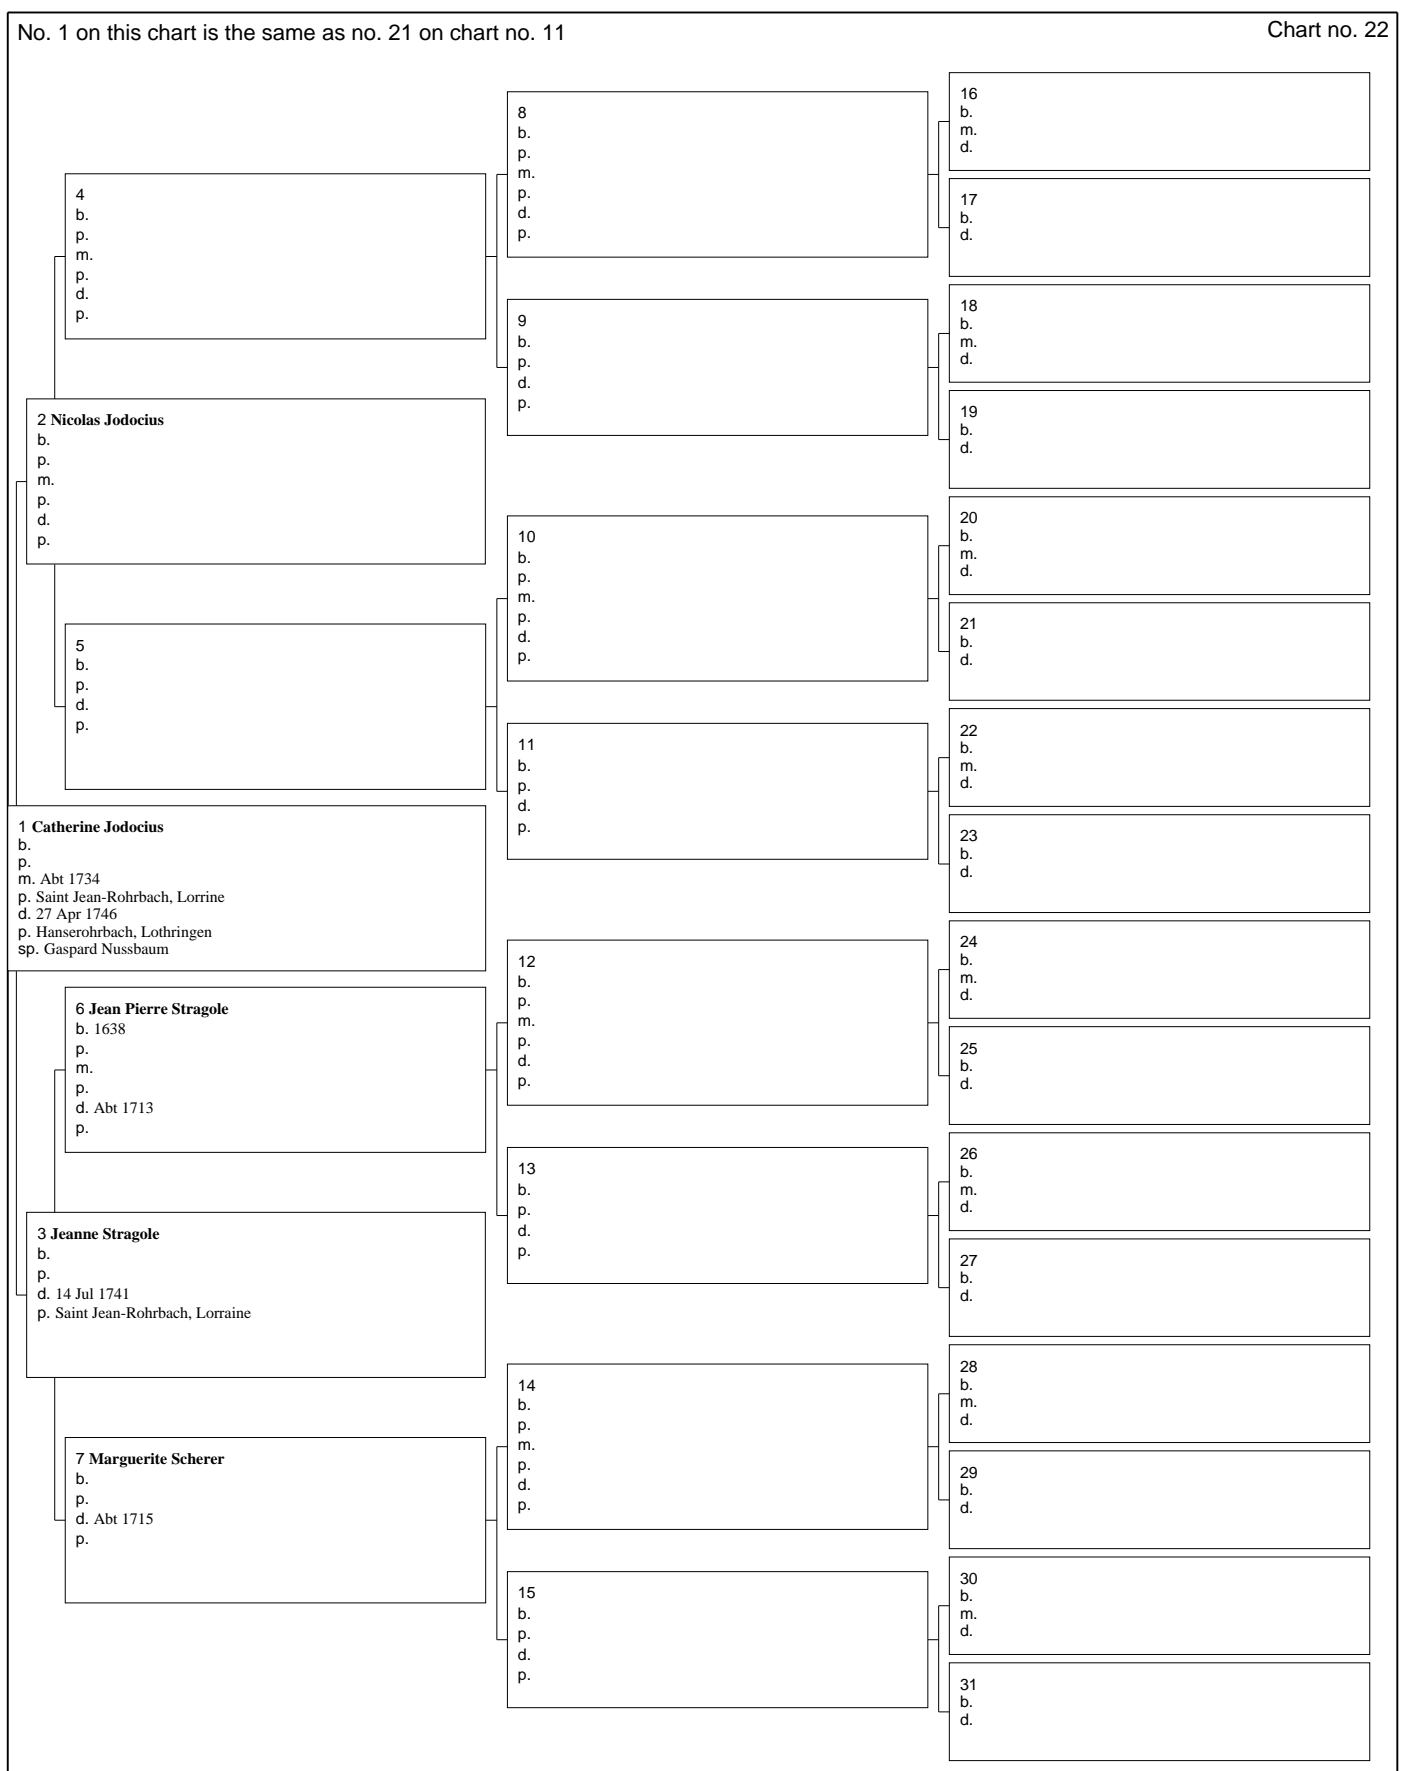 No. 1 on this chart is the same as no. 21 on chart no. 11
Chart no. 22
4
b.
p.
m.
p.
d.
p.
2 Nicolas Jodocius
b.
p.
m.
p.
d.
p.
5
b.
p.
d.
p.
1 Catherine Jodocius
b.
p.
m. Abt 1734
p. Saint Jean-Rohrbach, Lorrine
d. 27 Apr 1746
p. Hanserohrbach, Lothringen
sp. Gaspard Nussbaum
6 Jean Pierre Stragole
b. 1638
p.
m.
p.
d. Abt 1713
p.
3 Jeanne Stragole
b.
p.
d. 14 Jul 1741
p. Saint Jean-Rohrbach, Lorraine
7 Marguerite Scherer
b.
p.
d. Abt 1715
p.
8
b.
p.
m.
p.
d.
p.
9
b.
p.
d.
p.
10
b.
p.
m.
p.
d.
p.
11
b.
p.
d.
p.
12
b.
p.
m.
p.
d.
p.
13
b.
p.
d.
p.
14
b.
p.
m.
p.
d.
p.
15
b.
p.
d.
p.
16
b.
m.
d.
17
b.
d.
18
b.
m.
d.
19
b.
d.
20
b.
m.
d.
21
b.
d.
22
b.
m.
d.
23
b.
d.
24
b.
m.
d.
25
b.
d.
26
b.
m.
d.
27
b.
d.
28
b.
m.
d.
29
b.
d.
30
b.
m.
d.
31
b.
d.